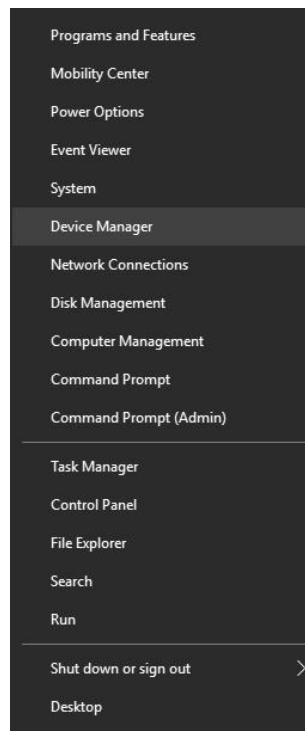 Programs and Features
Mobility Center
Power Options
Event Viewer
System
Device Manager
Network Connections
Disk Management
Computer Management
Command Prompt
Command Prompt (Admin)
Task Manager
Control Panel
File Explorer
Search
Run
Shut down or sign out
Desktop